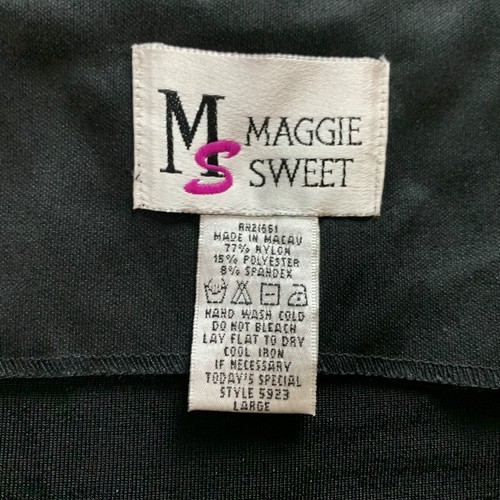 MS MAGGIE
SWEET
RN21661
MADE IN MACAU
77% NYLON
15% POLYESTER
8% SPANDEX
HAND WASH COLD
DO NOT BLEACH
LAY FLAT TO DRY
COOL IRON
IF NECESSARY
TODAY'S SPECIAL
STYLE 5923
LARGE